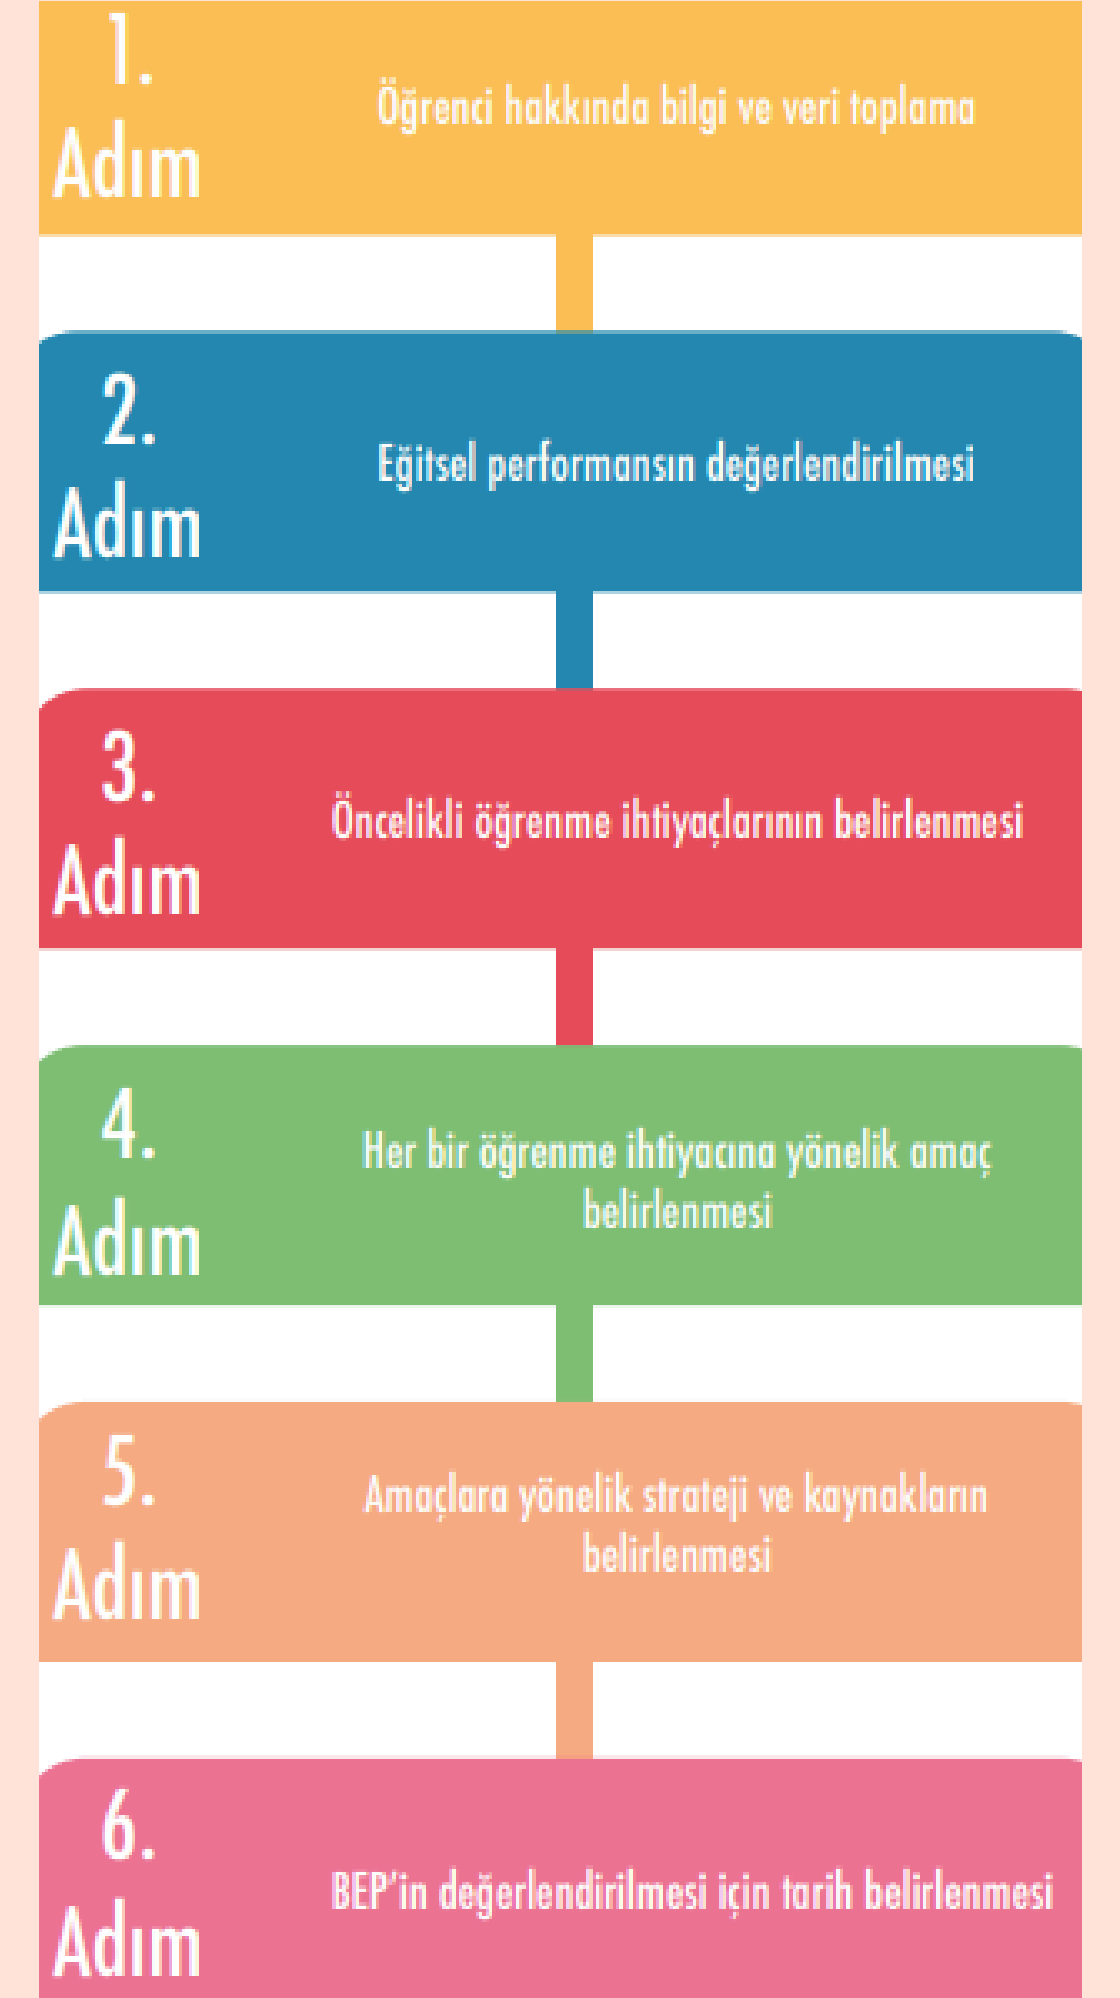 1.
Adım
Öğrenci hakkında bilgi ve veri toplama
2.
Adım
Eğitsel performansın değerlendirilmesi
3.
Adım
Öncelikli öğrenme ihtiyaçlarının belirlenmesi
4.
Adım
Her bir öğrenme ihtiyacına yönelik amaç
belirlenmesi
5.
Adım
Amaçlara yönelik strateji ve kaynakların
belirlenmesi
6.
Adım
BEP'in değerlendirilmesi için tarih belirlenmesi